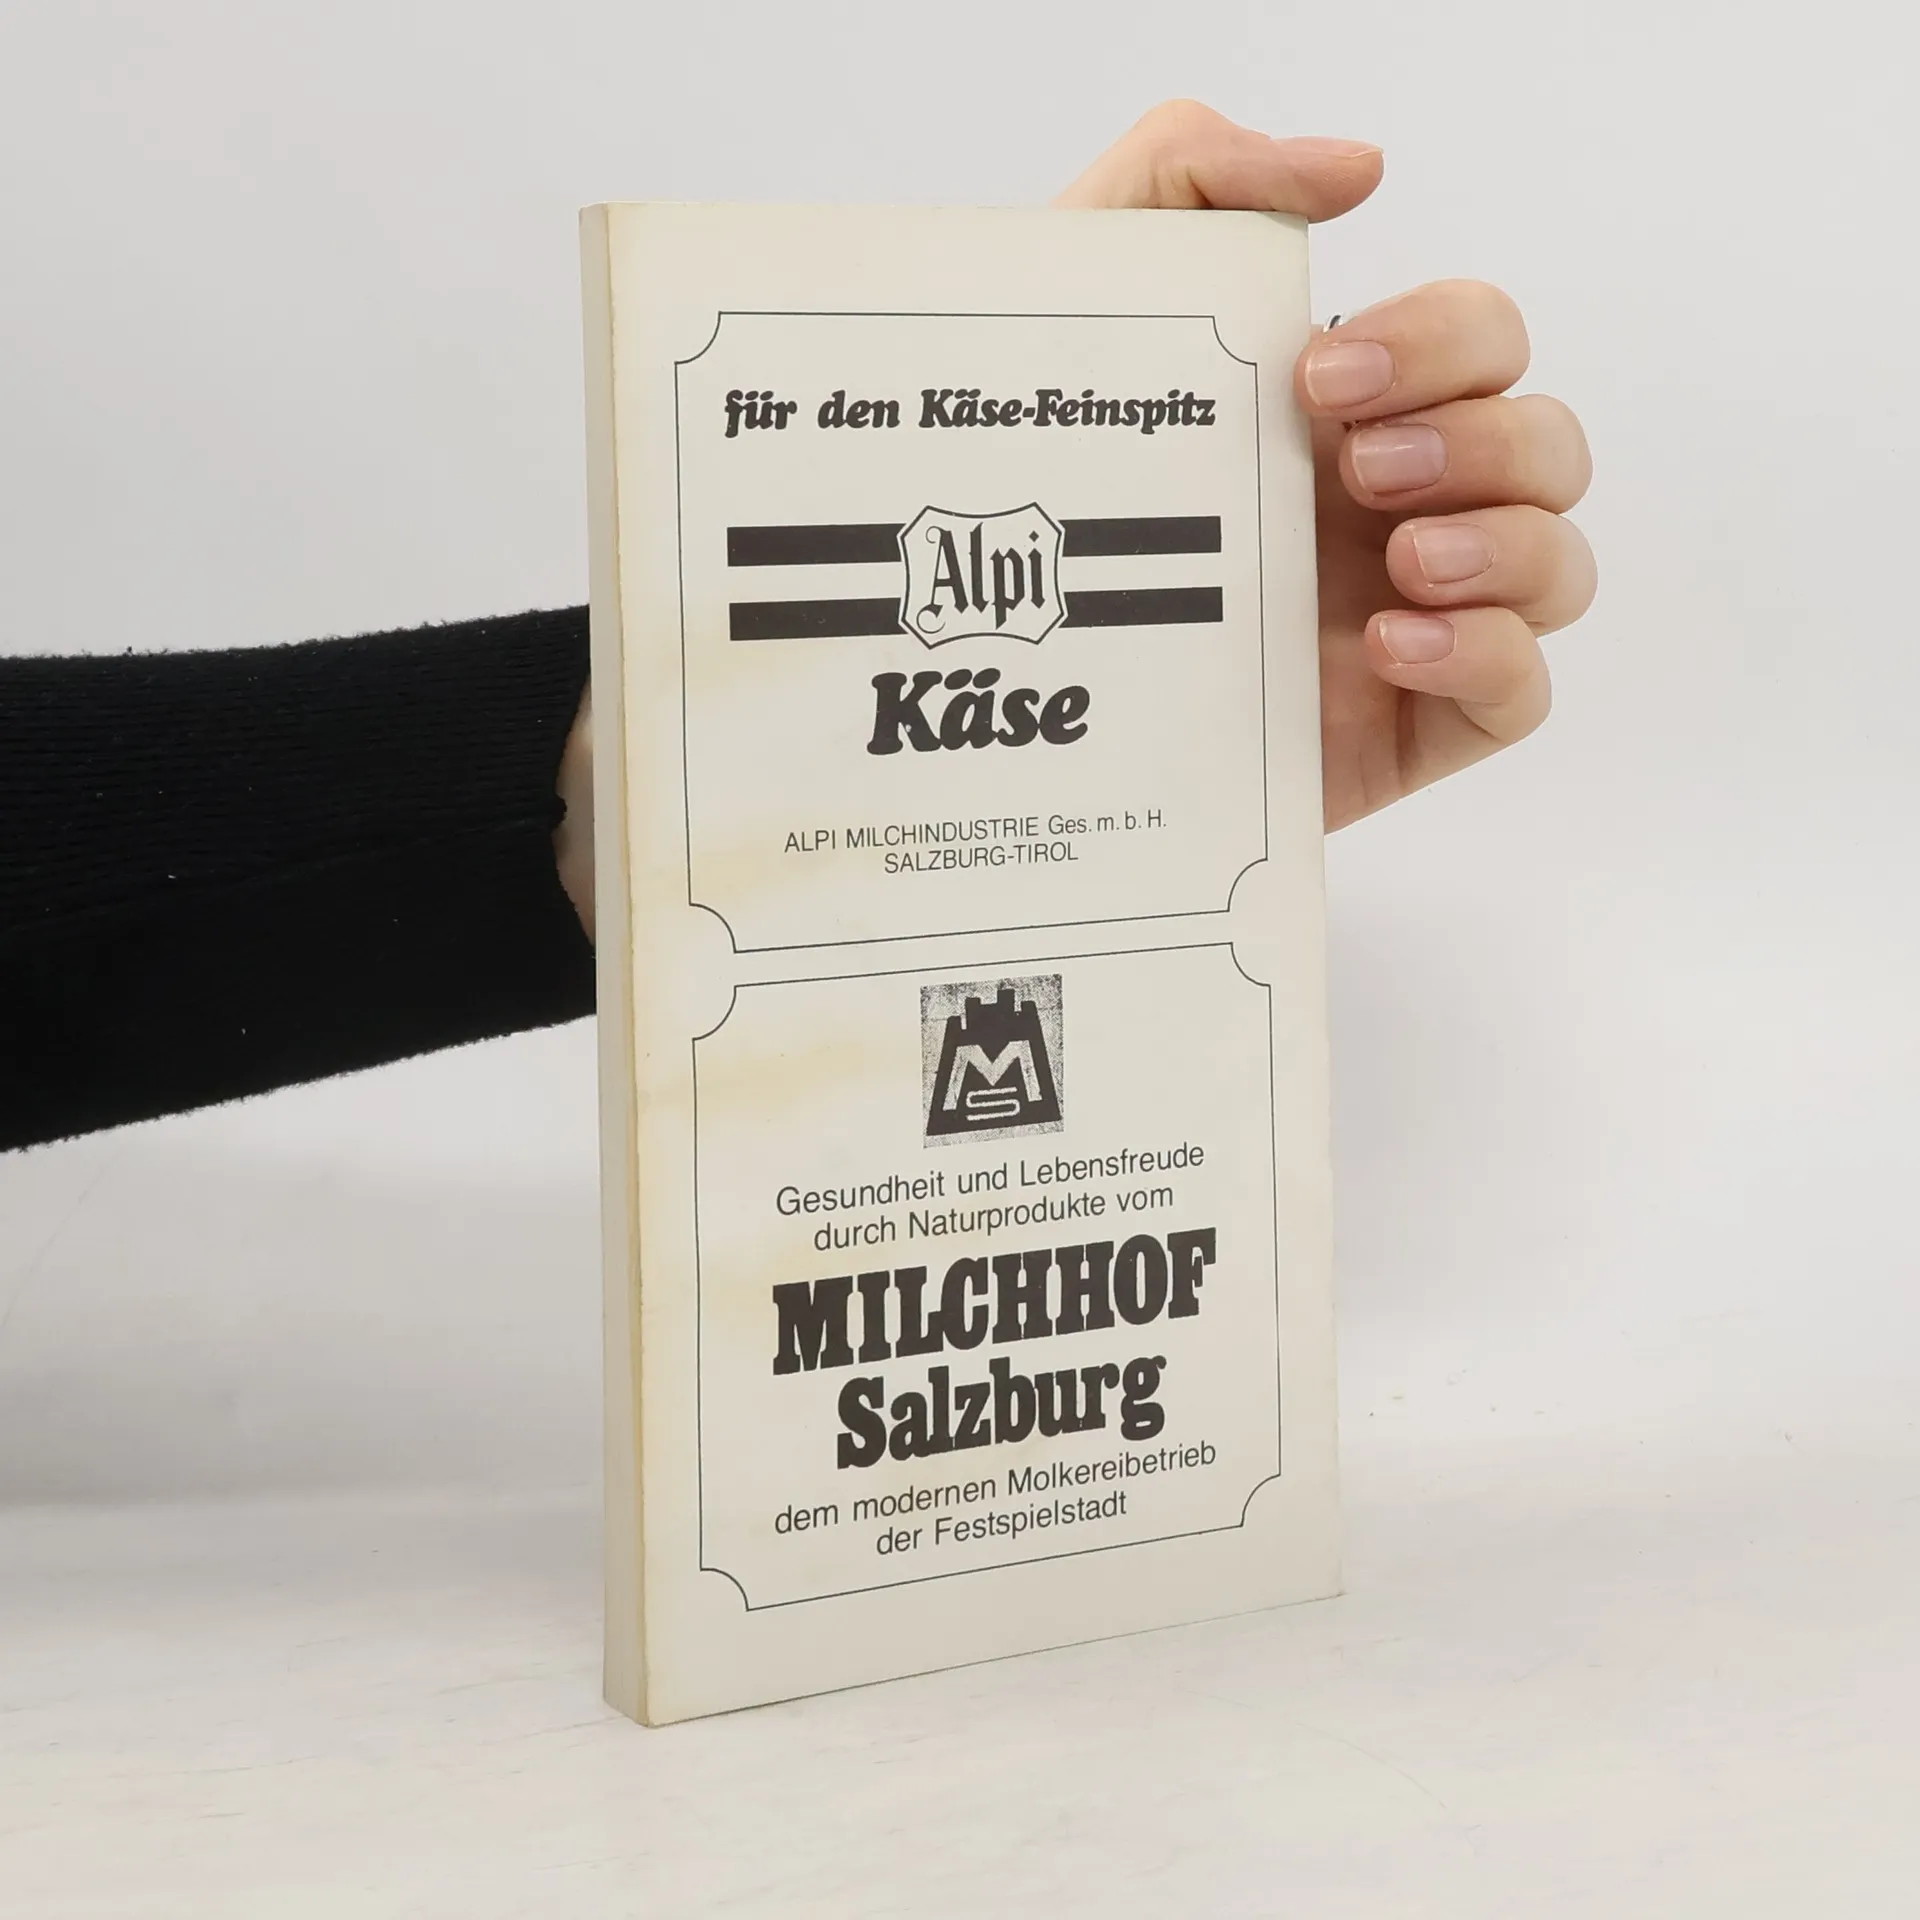 für den Käse-Feinspitz
Alpi
Käse
ALPI MILCHINDUSTRIE Ges. m. b. H.
SALZBURG-TIROL
MS
Gesundheit und Lebensfreude
durch Naturprodukte vom
MILCHHOF
Salzburg
dem modernen Molkereibetrieb
der Festspielstadt